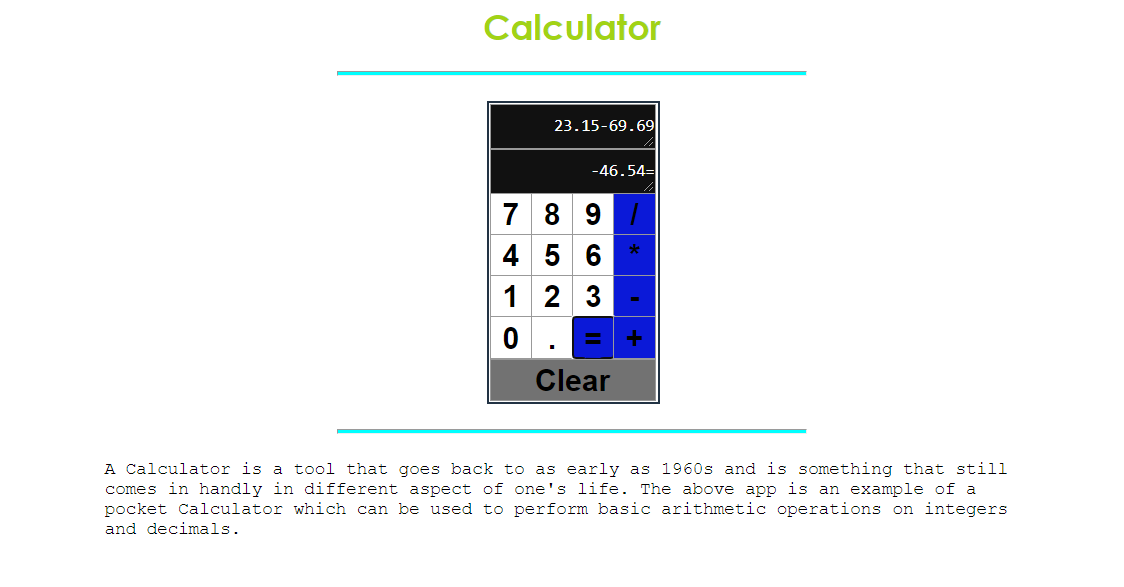 Calculator
23.15-69.69
-46.54=
7 8 9 /
4 5 6 *
1 2 3 -
0 . = +
Clear
A Calculator is a tool that goes back to as early as 1960s and is something that still
comes in handly in different aspect of one's life. The above app is an example of a
pocket Calculator which can be used to perform basic arithmetic operations on integers
and decimals.